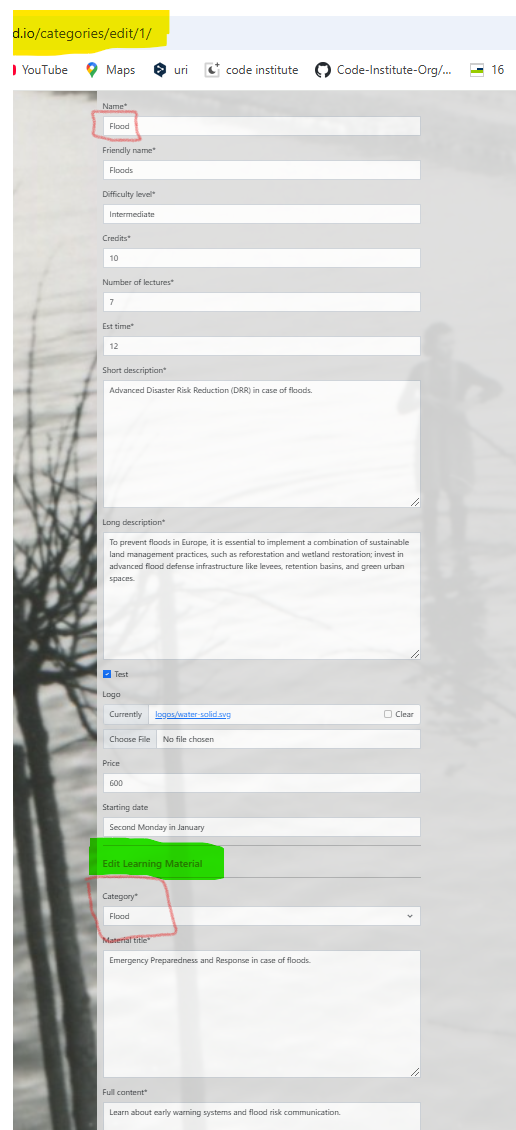 d.io/categories/edit/1/
YouTube Maps uri code institute Code-Institute-Org/... 16
Name*
Flood
Friendly name*
Floods
Difficulty level*
Intermediate
Credits*
10
Number of lectures*
7
Est time*
12
Short description*
Advanced Disaster Risk Reduction (DRR) in case of floods.
Long description*
To prevent floods in Europe, it is essential to implement a combination of sustainable
land management practices, such as reforestation and wetland restoration; invest in
advanced flood defense infrastructure like levees, retention basins, and green urban
spaces.
Test
Logo
Currently logos/water-solid.svg Clear
Choose File No file chosen
Price
600
Starting date
Second Monday in January
Edit Learning Material
Category*
Flood
Material title*
Emergency Preparedness and Response in case of floods.
Full content*
Learn about early warning systems and flood risk communication.